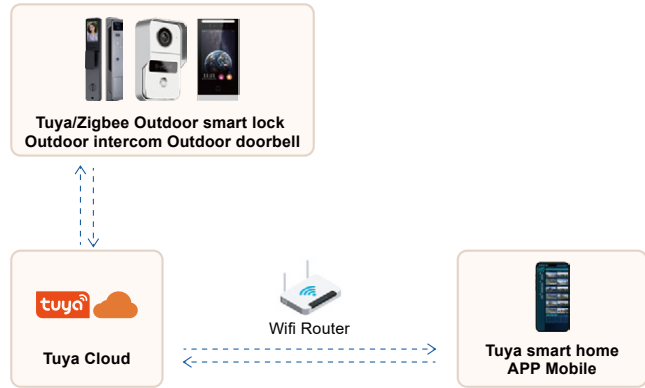 Tuya/Zigbee Outdoor smart lock
Outdoor intercom Outdoor doorbell
tuya
Wifi Router
Tuya Cloud
Tuya smart home
APP Mobile